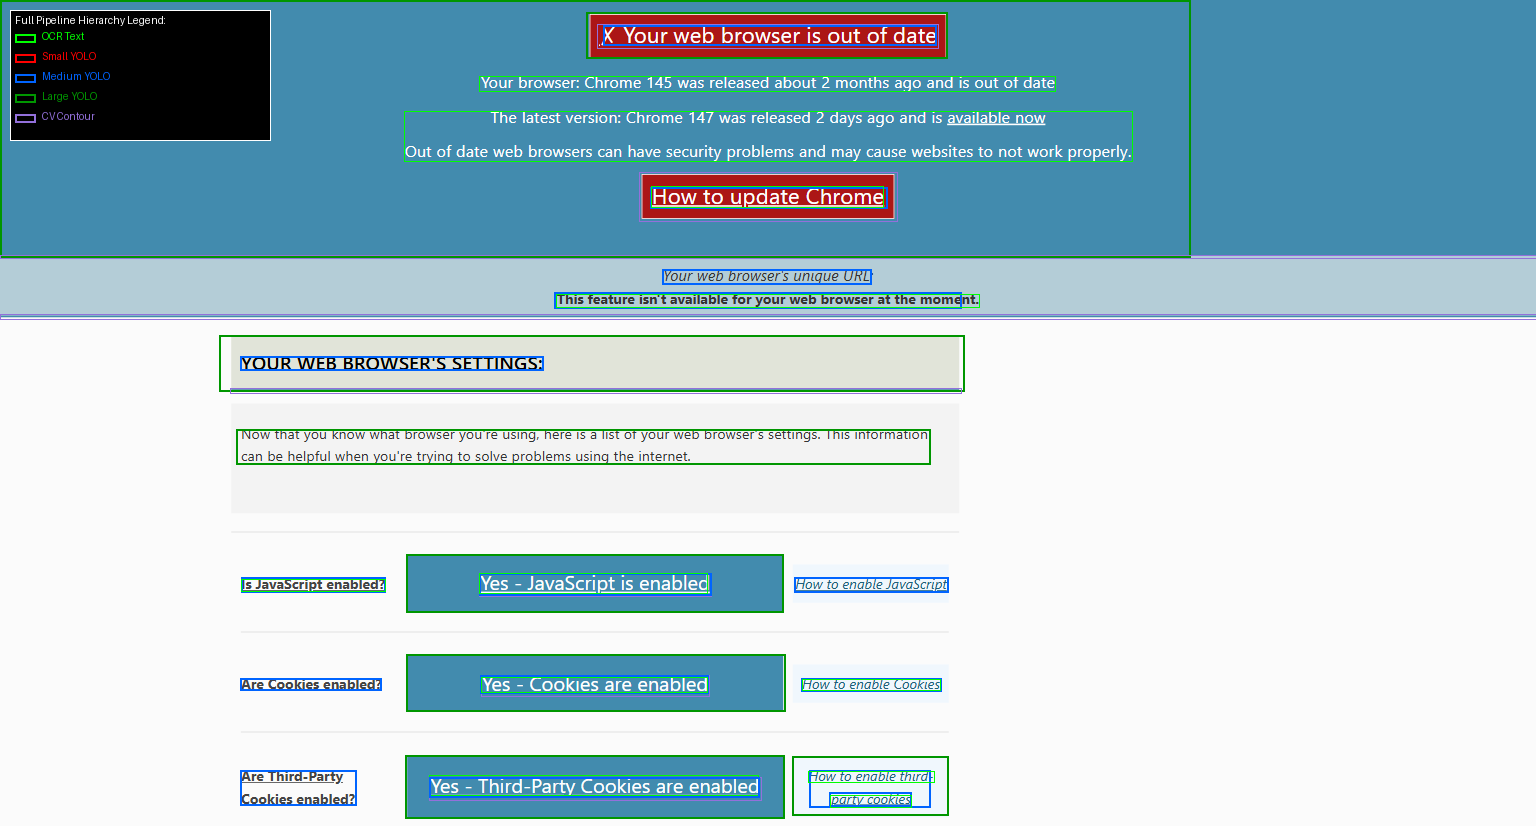 Full Pipeline Hierarchy Legend:
OCR Text
Small YOLO
Medium YOLO
Large YOLO
CV Contour
X Your web browser is out of date
Your browser: Chrome 145 was released about 2 months ago and is out of date
The latest version: Chrome 147 was released 2 days ago and is available now
Out of date web browsers can have security problems and may cause websites to not work properly.
How to update Chrome
Your web browser's unique URL:
This feature isn't available for your web browser at the moment.
YOUR WEB BROWSER'S SETTINGS:
Now that you know what browser you're using, here is a list of your web browser's settings. This information
can be helpful when you're trying to solve problems using the internet.
Is JavaScript enabled?
Yes - JavaScript is enabled
How to enable JavaScript
Are Cookies enabled?
Yes - Cookies are enabled
How to enable Cookies
Are Third-Party
Cookies enabled?
Yes - Third-Party Cookies are enabled
How to enable third-
party cookies